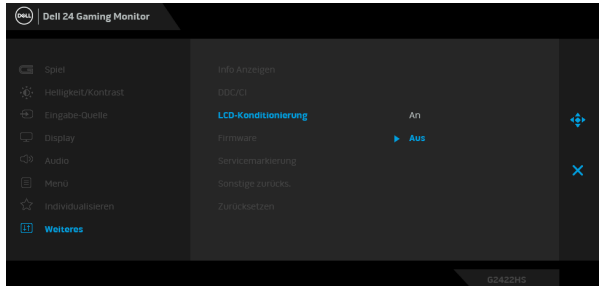 DELL Dell 24 Gaming Monitor
Spiel
Helligkeit/Kontrast
Eingabe-Quelle
Display
Audio
Menü
Individualisieren
Weiteres
Info Anzeigen
DDC/CI
LCD-Konditionierung An
Firmware Aus
Servicemarkierung
Sonstige zurücks.
Zurücksetzen
G2422HS